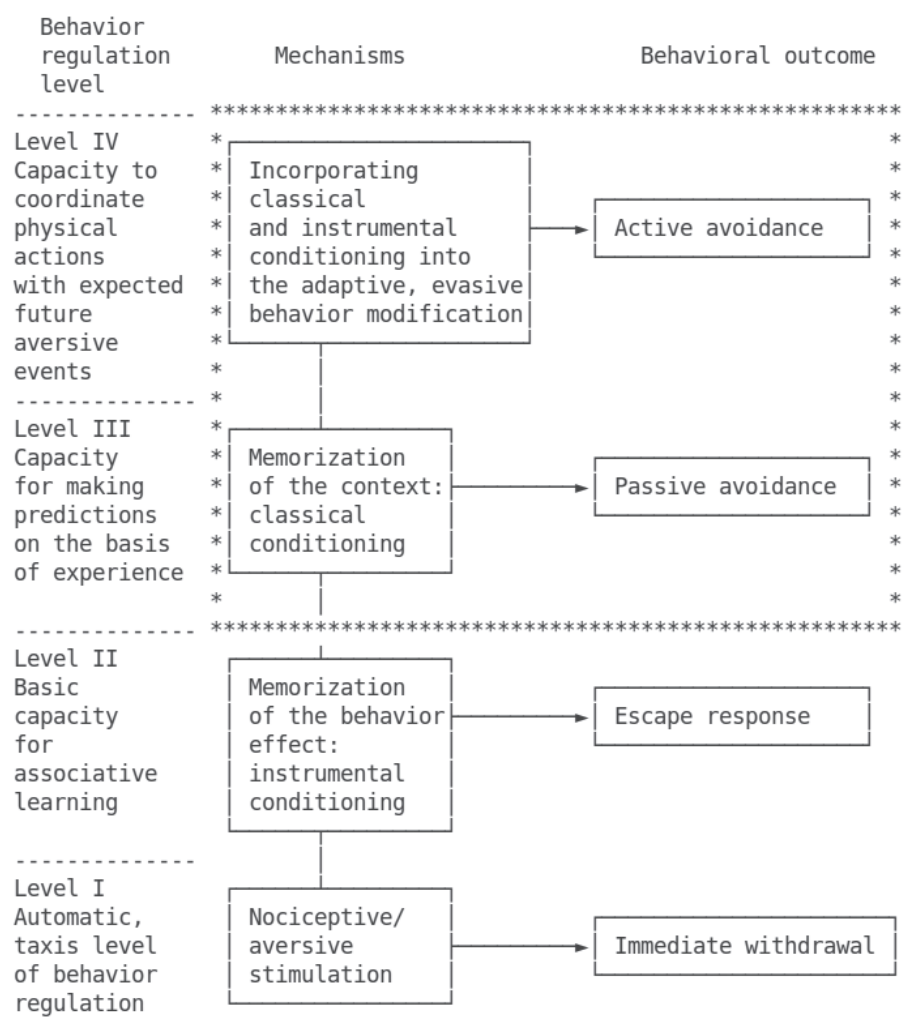 Behavior
regulation
level
Mechanisms
Behavioral outcome
Level IV
Capacity to
coordinate
physical
actions
with expected
future
aversive
events
Incorporating
classical
and instrumental
conditioning into
the adaptive, evasive
behavior modification
Active avoidance
Level III
Capacity
for making
predictions
on the basis
of experience
Memorization
of the context:
classical
conditioning
Passive avoidance
Level II
Basic
capacity
for
associative
learning
Memorization
of the behavior
effect:
instrumental
conditioning
Escape response
Level I
Automatic,
taxis level
of behavior
regulation
Nociceptive/
aversive
stimulation
Immediate withdrawal